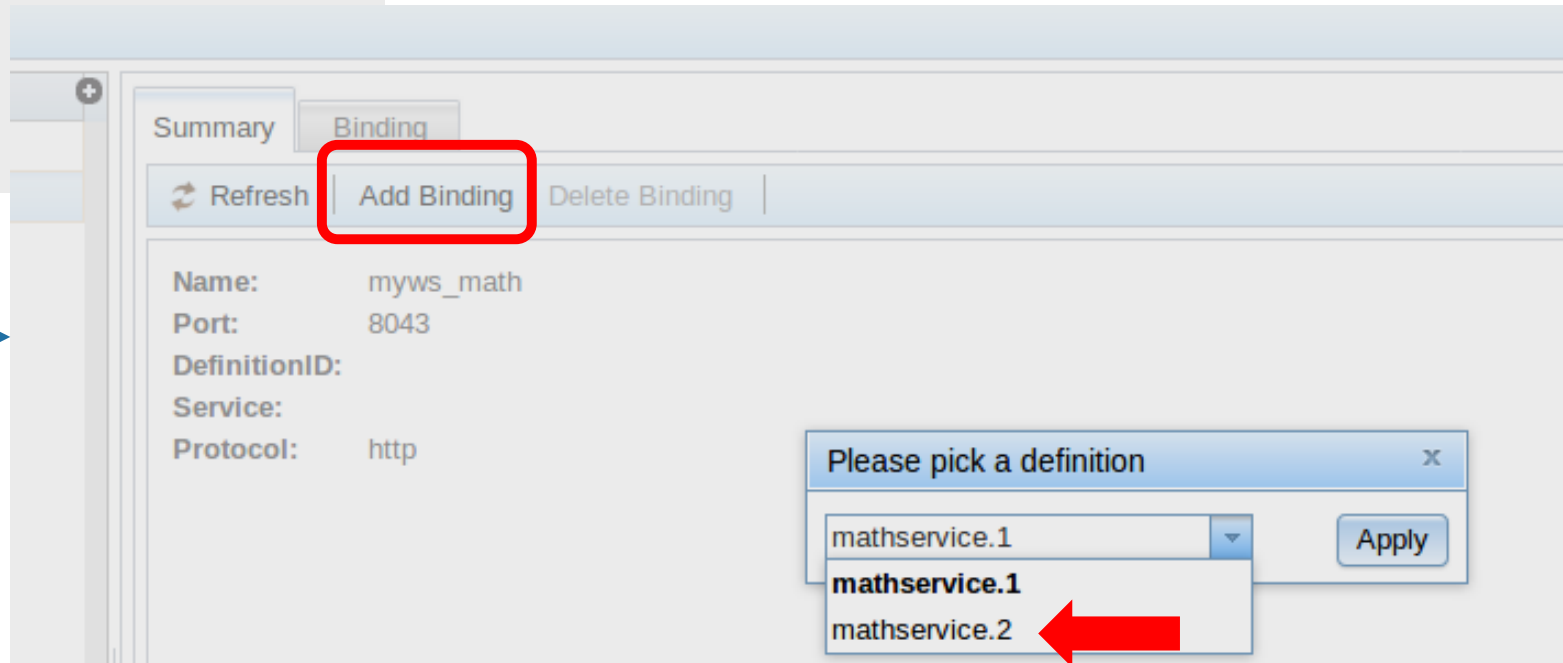 Summary Binding
Refresh Add Binding Delete Binding
Name: myws_math
Port: 8043
DefinitionID:
Service:
Protocol: http
Please pick a definition x
mathservice.1 Apply
mathservice.1
mathservice.2